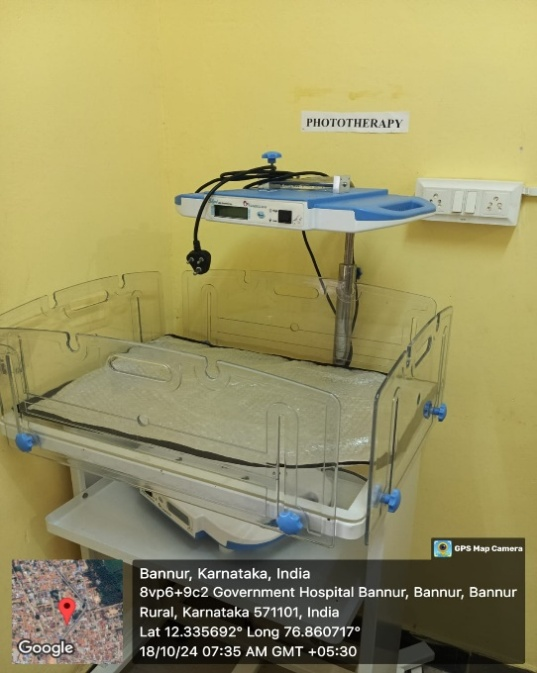 PHOTOTHERAPY
GPS Map Camera
Bannur, Karnataka, India
8vp6+9c2 Government Hospital Bannur, Bannur, Bannur
Rural, Karnataka 571101, India
Lat 12.335692° Long 76.860717°
18/10/24 07:35 AM GMT +05:30
Google